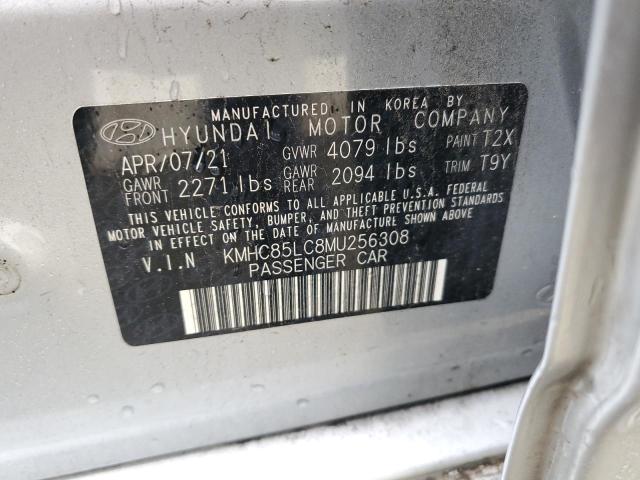 MANUFACTURED IN KOREA BY
HYUNDAI MOTOR COMPANY
APR/07/21 GVWR 4079 lbs PAINT T2X
GAWR FRONT 2271 lbs GAWR REAR 2094 lbs TRIM T9Y
THIS VEHICLE CONFORMS TO ALL APPLICABLE U.S.A. FEDERAL
MOTOR VEHICLE SAFETY, BUMPER, AND THEFT PREVENTION STANDARDS
IN EFFECT ON THE DATE OF MANUFACTURE SHOWN ABOVE.
V.I.N KMHC85LC8MU256308
PASSENGER CAR